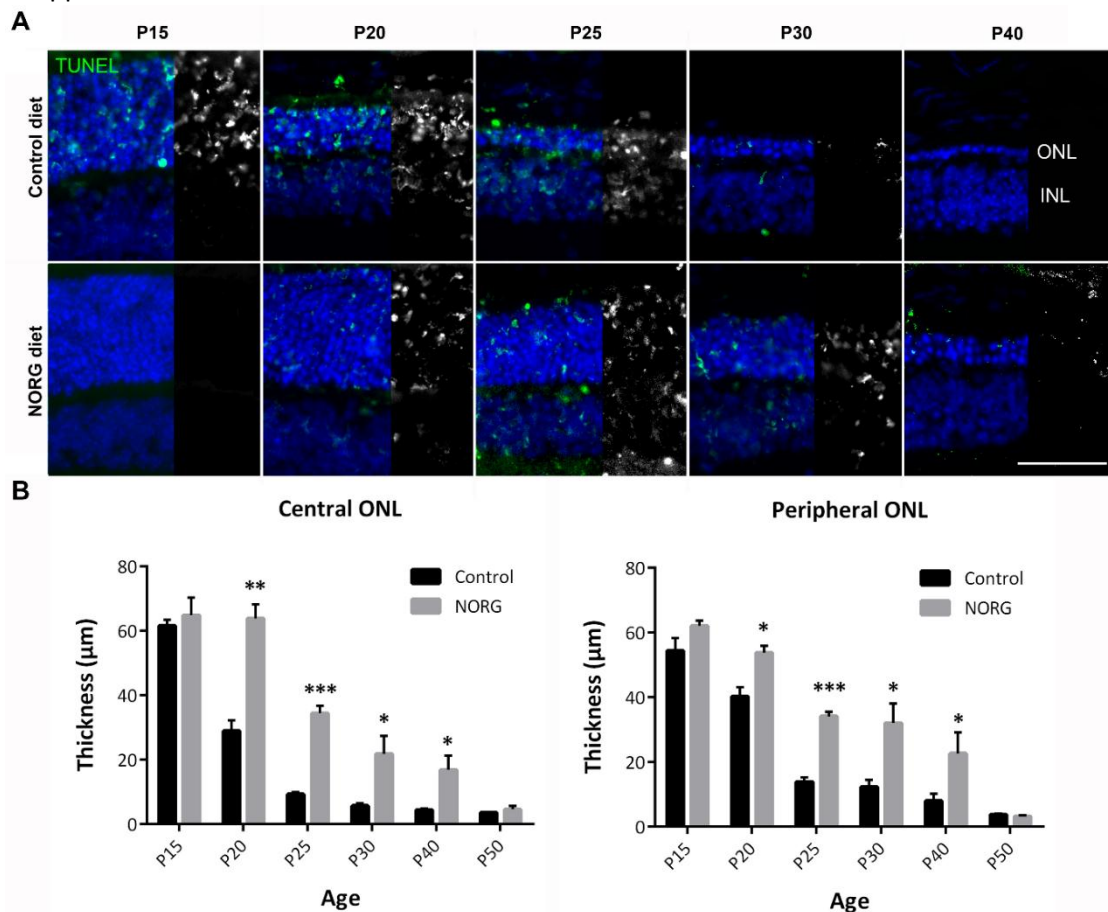 A
P15 P20 P25 P30 P40
TUNEL
Control diet
ONL
INL
NORG diet
B
Central ONL
Thickness (µm)
80
60
40
20
0
** *** * *
Control
NORG
P15 P20 P25 P30 P40 P50
Age
Peripheral ONL
Thickness (µm)
80
60
40
20
0
* *** * *
Control
NORG
P15 P20 P25 P30 P40 P50
Age